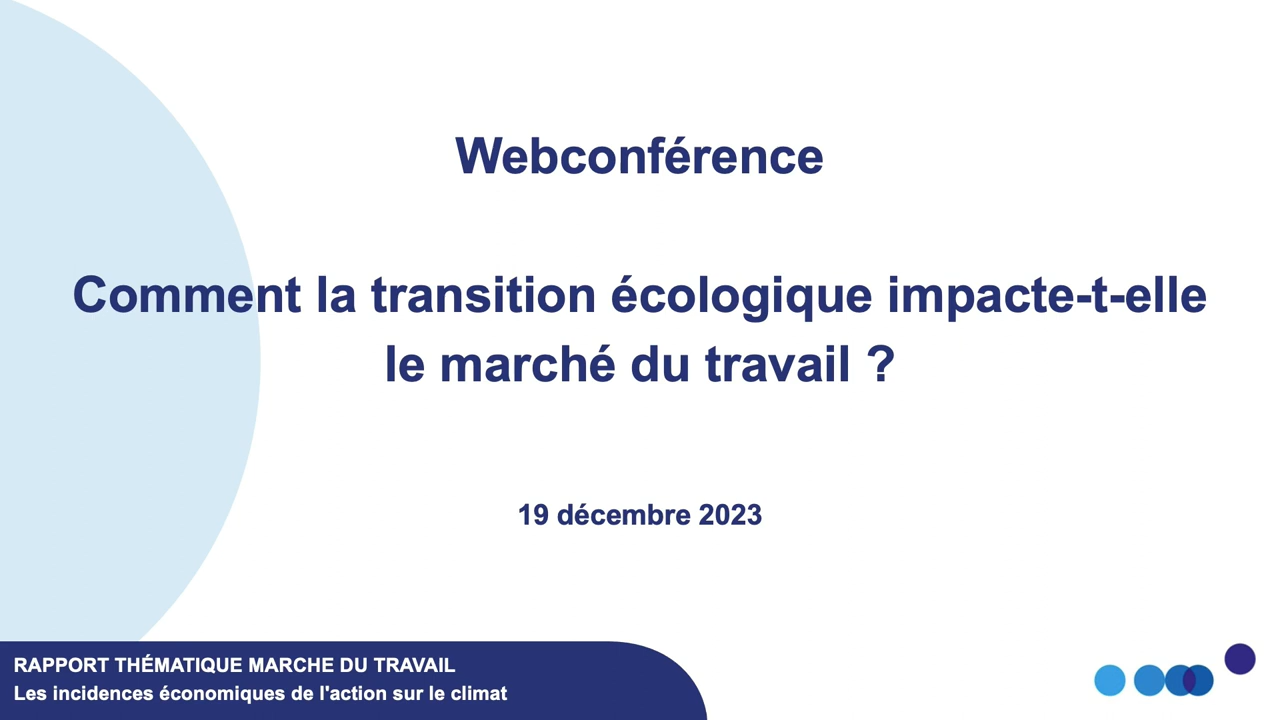 Webconférence
Comment la transition écologique impacte-t-elle
le marché du travail ?
19 décembre 2023
RAPPORT THÉMATIQUE MARCHE DU TRAVAIL
Les incidences économiques de l'action sur le climat